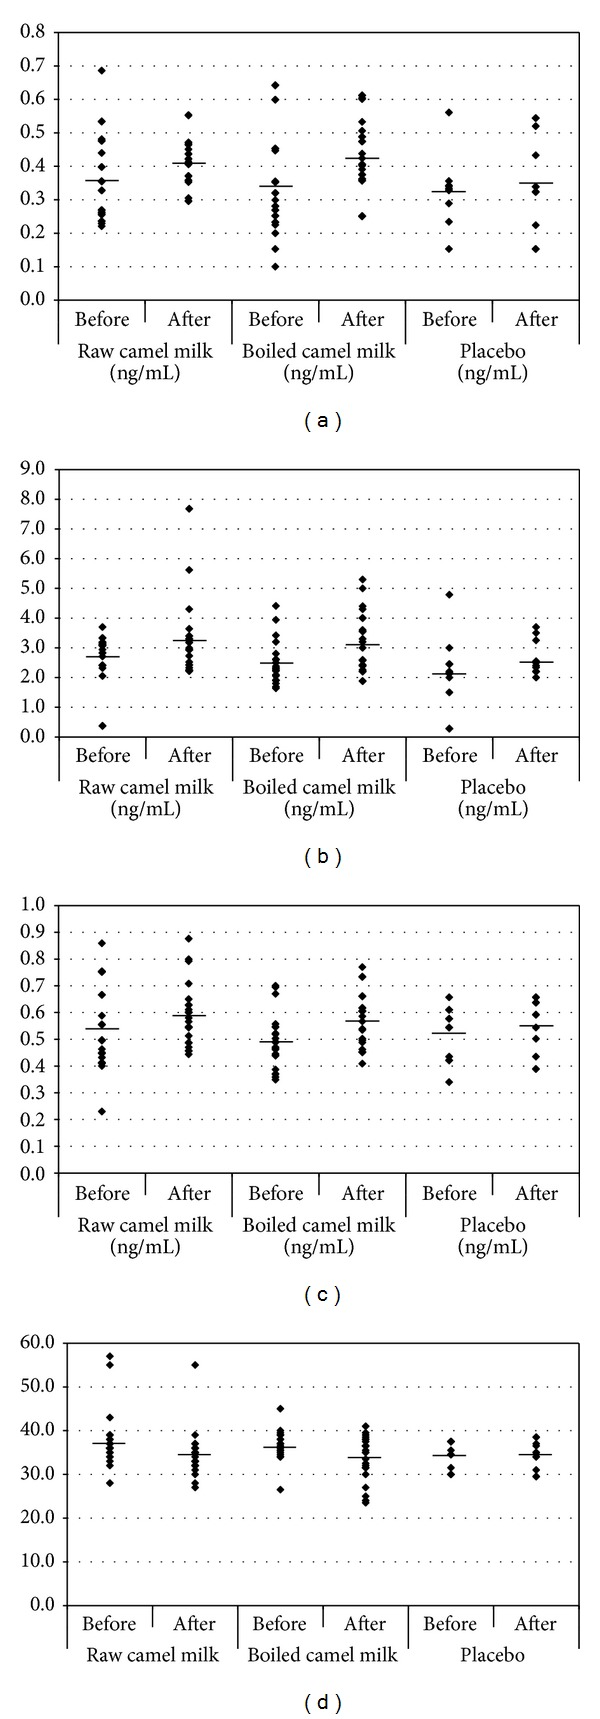 0.8
0.7
0.6
0.5
0.4
0.3
0.2
0.1
0.0
Before After Before After Before After
Raw camel milk Boiled camel milk Placebo
(ng/mL) (ng/mL) (ng/mL)
(a)
9.0
8.0
7.0
6.0
5.0
4.0
3.0
2.0
1.0
0.0
Before After Before After Before After
Raw camel milk Boiled camel milk Placebo
(ng/mL) (ng/mL) (ng/mL)
(b)
1.0
0.9
0.8
0.7
0.6
0.5
0.4
0.3
0.2
0.1
0.0
Before After Before After Before After
Raw camel milk Boiled camel milk Placebo
(ng/mL) (ng/mL) (ng/mL)
(c)
60.0
50.0
40.0
30.0
20.0
10.0
0.0
Before After Before After Before After
Raw camel milk Boiled camel milk Placebo
(d)